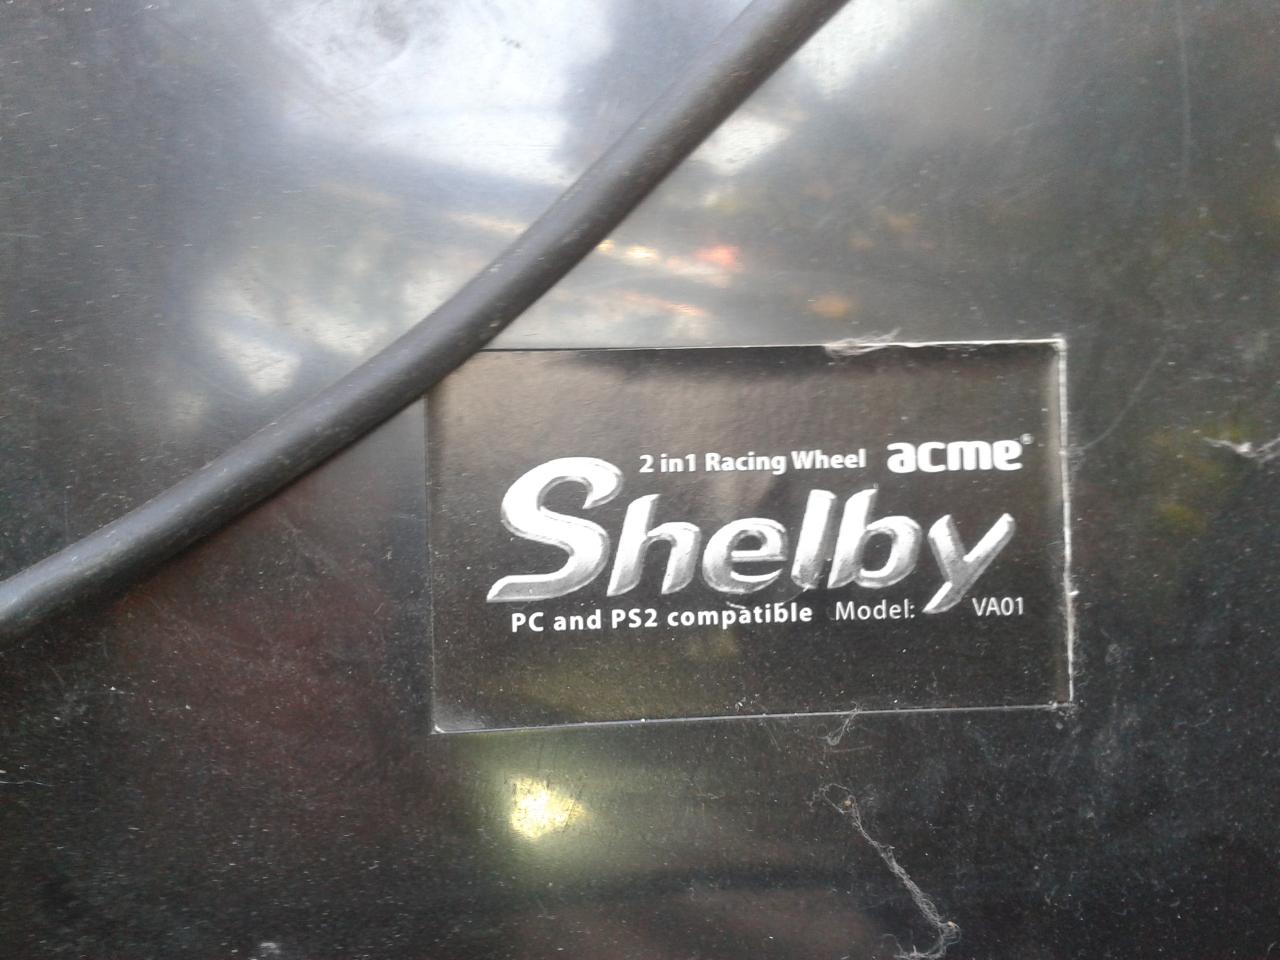 2 in1 Racing Wheel acme®
Shelby
PC and PS2 compatible Model: VA01